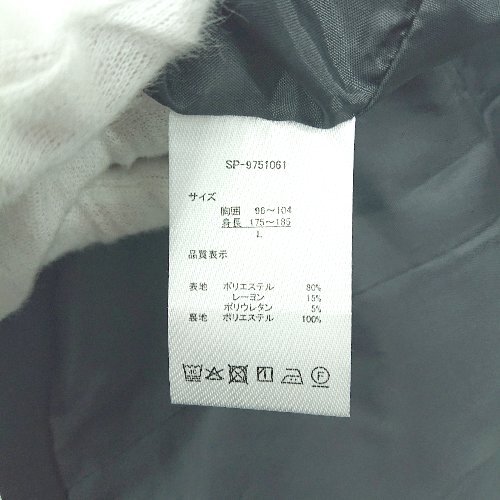 SP-9751061
サイズ
胸囲 96～104
身長 175～185
L
品質表示
表地 ポリエステル 80%
レーヨン 15%
ポリウレタン 5%
裏地 ポリエステル 100%